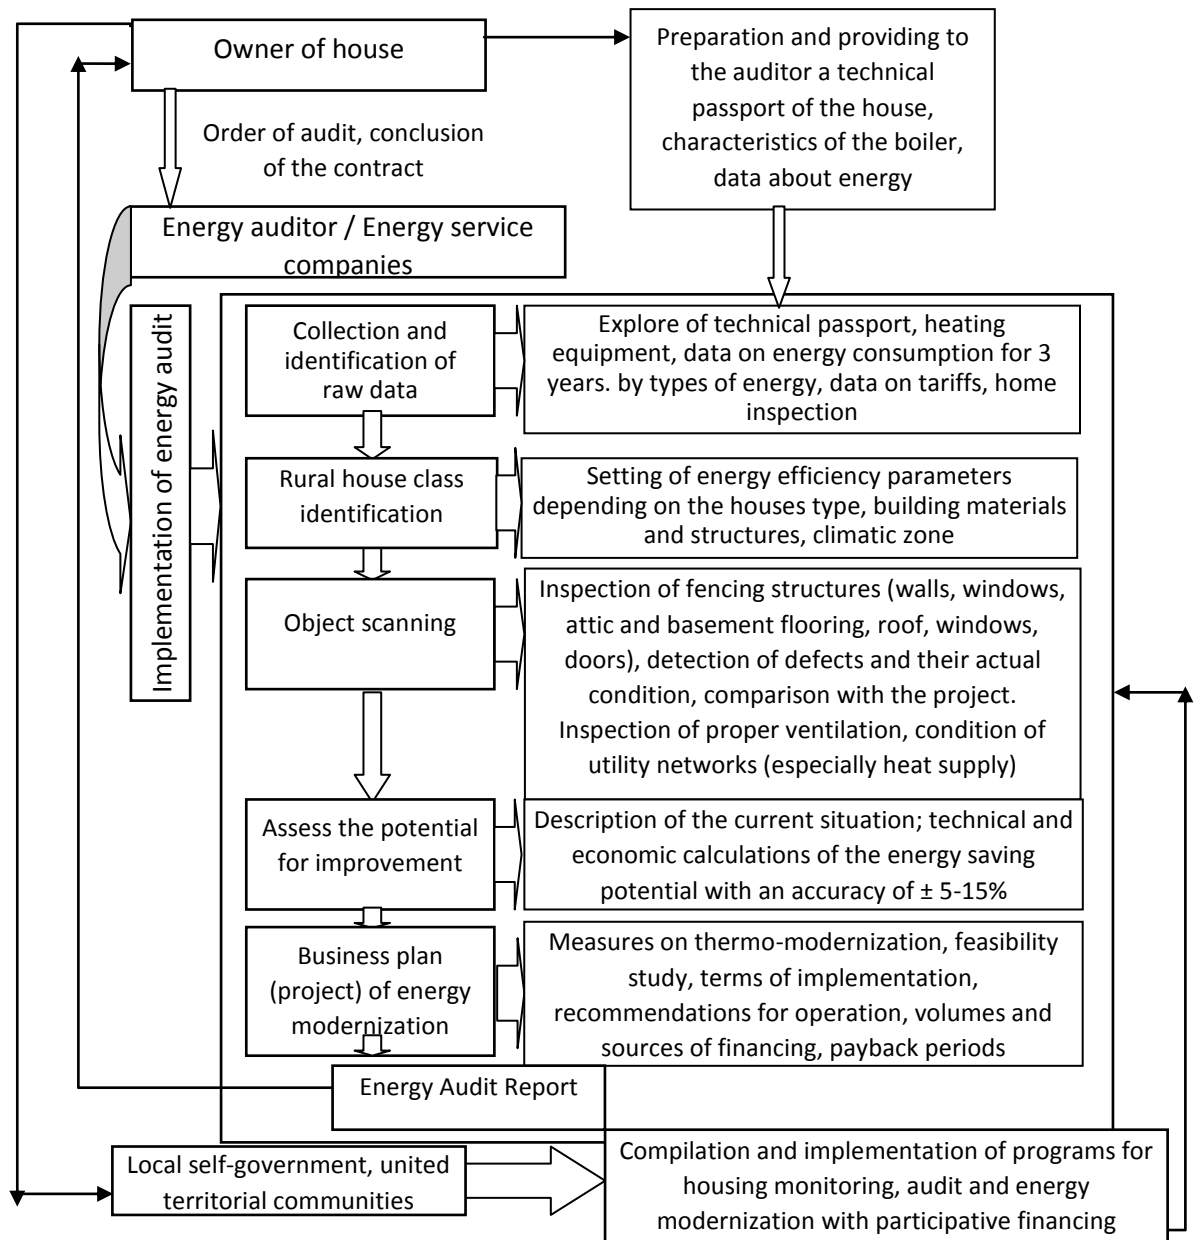 Owner of house
Preparation and providing to
the auditor a technical
passport of the house,
characteristics of the boiler,
data about energy
Order of audit, conclusion
of the contract
Energy auditor / Energy service
companies
Implementation of energy audit
Collection and
identification of
raw data
Explore of technical passport, heating
equipment, data on energy consumption for 3
years. by types of energy, data on tariffs, home
inspection
Rural house class
identification
Setting of energy efficiency parameters
depending on the houses type, building materials
and structures, climatic zone
Object scanning
Inspection of fencing structures (walls, windows,
attic and basement flooring, roof, windows,
doors), detection of defects and their actual
condition, comparison with the project.
Inspection of proper ventilation, condition of
utility networks (especially heat supply)
Assess the potential
for improvement
Description of the current situation; technical and
economic calculations of the energy saving
potential with an accuracy of ± 5-15%
Business plan
(project) of energy
modernization
Measures on thermo-modernization, feasibility
study, terms of implementation,
recommendations for operation, volumes and
sources of financing, payback periods
Energy Audit Report
Local self-government, united
territorial communities
Compilation and implementation of programs for
housing monitoring, audit and energy
modernization with participative financing